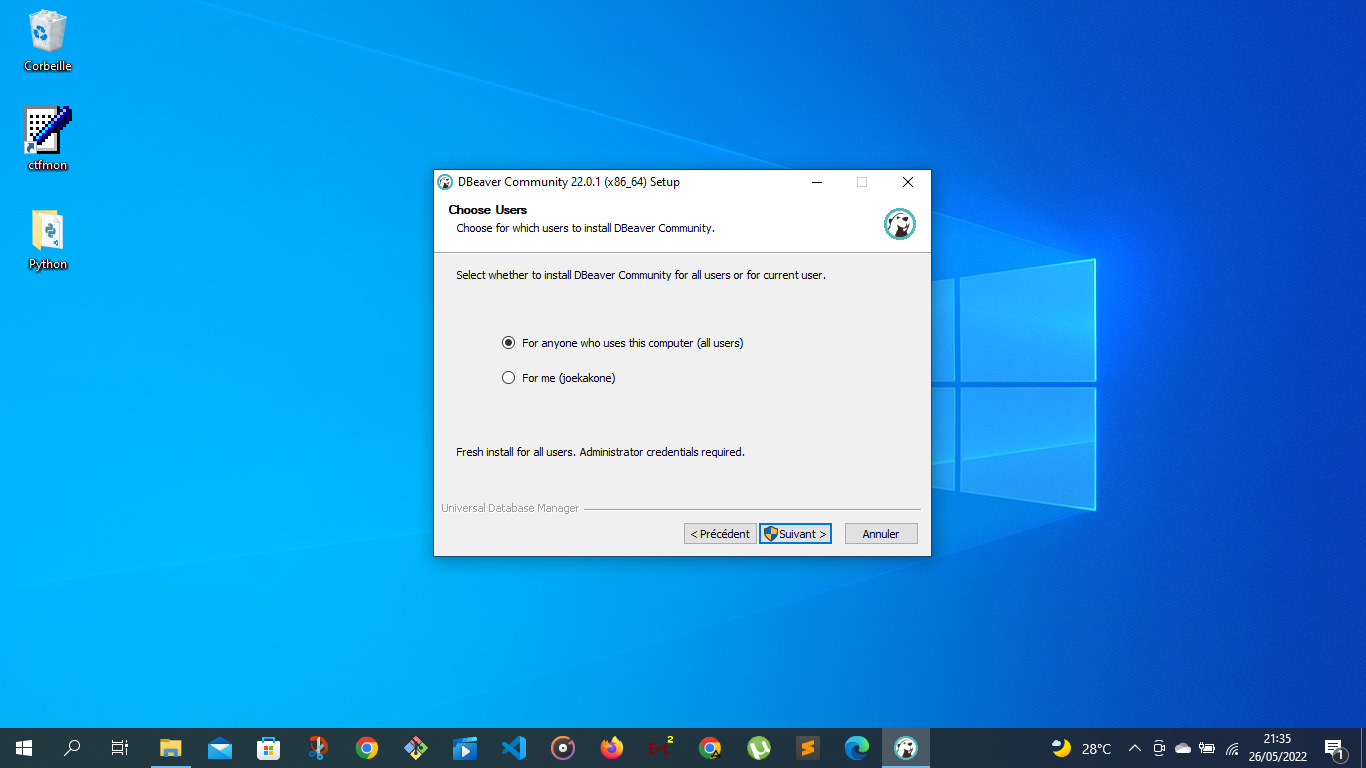 Corbeille
ctfmon
Python
DBeaver Community 22.0.1 (x86_64) Setup
Choose Users
Choose for which users to install DBeaver Community.
Select whether to install DBeaver Community for all users or for current user.
For anyone who uses this computer (all users)
For me (joekakone)
Fresh install for all users. Administrator credentials required.
Universal Database Manager
< Précédent
Suivant >
Annuler
28°C
21:35
26/05/2022
1